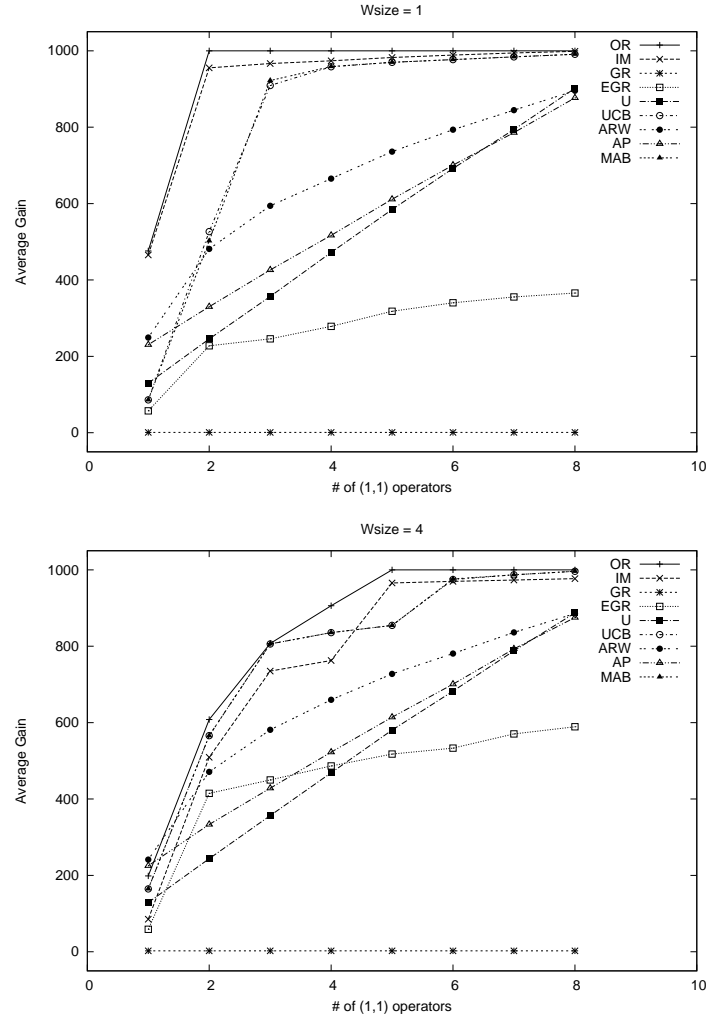 Wsize = 1
Average Gain
1000
800
600
400
200
0
0 2 4 6 8 10
# of (1,1) operators
OR
IM
GR
EGR
U
UCB
ARW
AP
MAB
Wsize = 4
Average Gain
1000
800
600
400
200
0
0 2 4 6 8 10
# of (1,1) operators
OR
IM
GR
EGR
U
UCB
ARW
AP
MAB